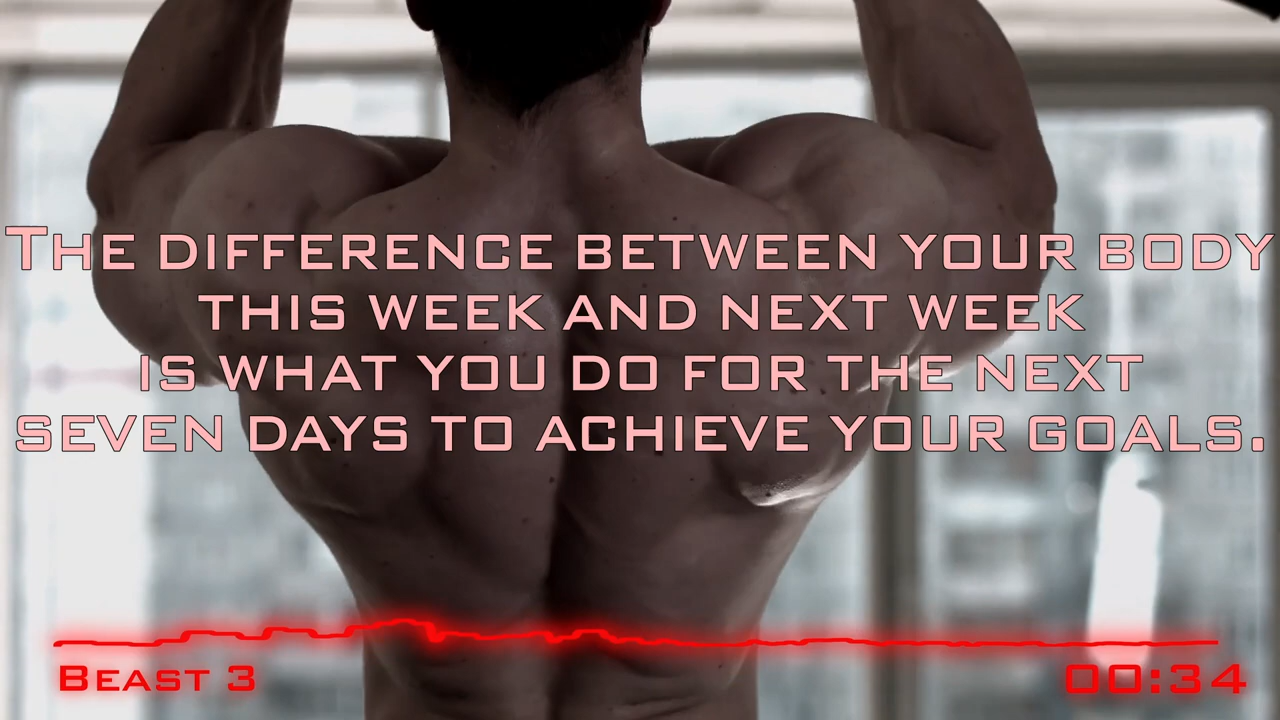 The difference between your body
this week and next week
is what you do for the next
seven days to achieve your goals.
Beast 3
00:34